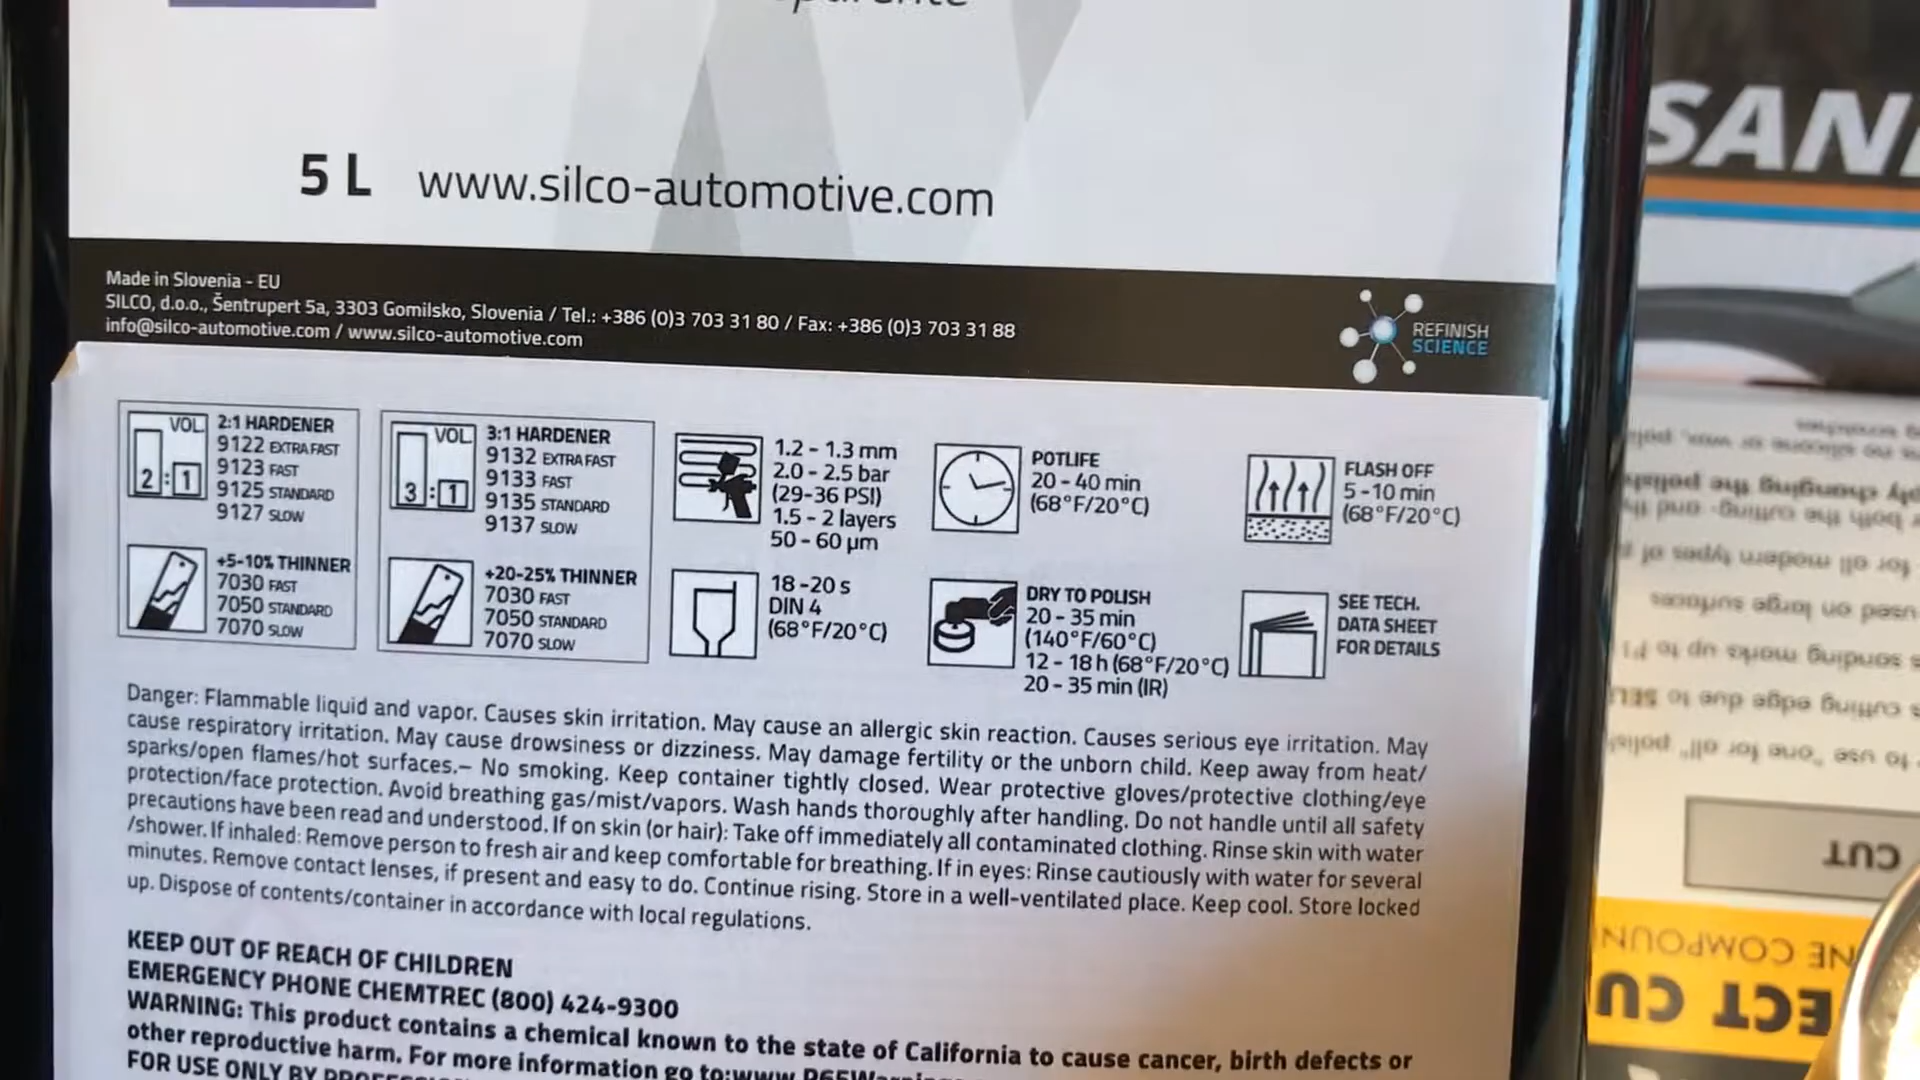 5 L www.silco-automotive.com
Made in Slovenia - EU
SILCO, d.o.o., Šentrupert 5a, 3303 Gomilsko, Slovenia / Tel.: +386 (0)3 703 31 80 / Fax: +386 (0)3 703 31 88
info@silco-automotive.com / www.silco-automotive.com
REFINISH
SCIENCE
VOL.
2:1
2:1 HARDENER
9122 EXTRA FAST
9123 FAST
9125 STANDARD
9127 SLOW
+5-10% THINNER
7030 FAST
7050 STANDARD
7070 SLOW
VOL.
3:1
3:1 HARDENER
9132 EXTRA FAST
9133 FAST
9135 STANDARD
9137 SLOW
+20-25% THINNER
7030 FAST
7050 STANDARD
7070 SLOW
1.2 - 1.3 mm
2.0 - 2.5 bar
(29-36 PSI)
1.5 - 2 layers
50 - 60 µm
18 -20 s
DIN 4
(68°F/20°C)
POTLIFE
20 - 40 min
(68°F/20°C)
DRY TO POLISH
20 - 35 min
(140°F/60°C)
12 - 18 h (68°F/20°C)
20 - 35 min (IR)
FLASH OFF
5 -10 min
(68°F/20°C)
SEE TECH.
DATA SHEET
FOR DETAILS
Danger: Flammable liquid and vapor. Causes skin irritation. May cause an allergic skin reaction. Causes serious eye irritation. May
cause respiratory irritation. May cause drowsiness or dizziness. May damage fertility or the unborn child. Keep away from heat/
sparks/open flames/hot surfaces.– No smoking. Keep container tightly closed. Wear protective gloves/protective clothing/eye
protection/face protection. Avoid breathing gas/mist/vapors. Wash hands thoroughly after handling. Do not handle until all safety
precautions have been read and understood. If on skin (or hair): Take off immediately all contaminated clothing. Rinse skin with water
/shower. If inhaled: Remove person to fresh air and keep comfortable for breathing. If in eyes: Rinse cautiously with water for several
minutes. Remove contact lenses, if present and easy to do. Continue rising. Store in a well-ventilated place. Keep cool. Store locked
up. Dispose of contents/container in accordance with local regulations.
KEEP OUT OF REACH OF CHILDREN
EMERGENCY PHONE CHEMTREC (800) 424-9300
WARNING: This product contains a chemical known to the state of California to cause cancer, birth defects or
other reproductive harm. For more information go to:www.
FOR USE ONLY BY
SAN
CUT